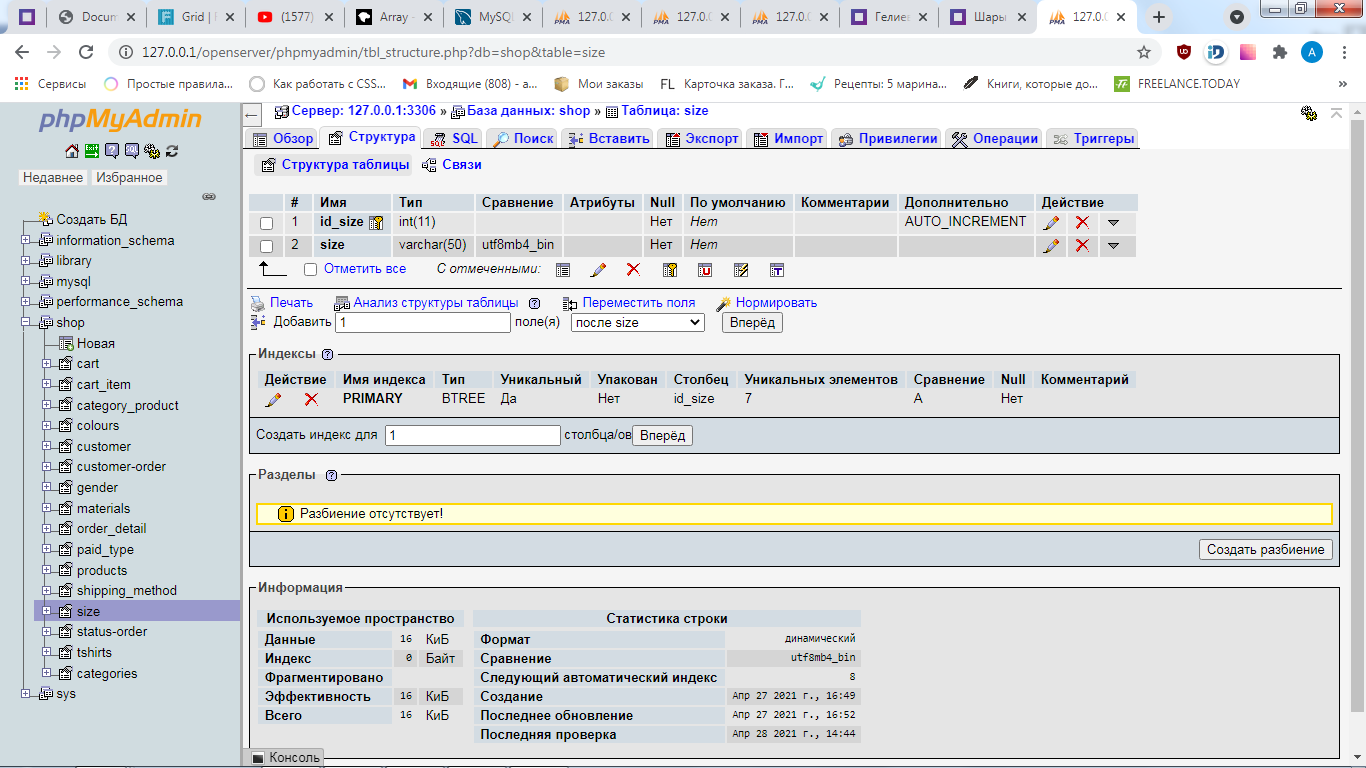 Docum
Grid | F
(1577)
Array -
MySQL
127.0.0
127.0.0
127.0.0
Гелиев
Шары
127.0.0
127.0.0.1/openserver/phpmyadmin/tbl_structure.php?db=shop&table=size
A
Сервисы
Простые правила...
Как работать с CSS...
Входящие (808) - a...
Мои заказы
FL Карточка заказа. Г...
Рецепты: 5 марина...
Книги, которые до...
FREELANCE.TODAY
»
phpMyAdmin
Недавнее Избранное
Создать БД
information_schema
library
mysql
performance_schema
shop
Новая
cart
cart_item
category_product
colours
customer
customer-order
gender
materials
order_detail
paid_type
products
shipping_method
size
status-order
tshirts
categories
sys
Сервер: 127.0.0.1:3306 » База данных: shop » Таблица: size
Обзор Структура SQL Поиск Вставить Экспорт Импорт Привилегии Операции Триггеры
Структура таблицы Связи
# Имя Тип Сравнение Атрибуты Null По умолчанию Комментарии Дополнительно Действие
1 id_size int(11) Нет Нет AUTO_INCREMENT
2 size varchar(50) utf8mb4_bin Нет Нет
Отметить все С отмеченными:
Печать Анализ структуры таблицы Переместить поля Нормировать
Добавить 1 поле(я) после size Вперёд
Индексы
Действие Имя индекса Тип Уникальный Упакован Столбец Уникальных элементов Сравнение Null Комментарий
PRIMARY BTREE Да Нет id_size 7 A Нет
Создать индекс для 1 столбца/ов Вперёд
Разделы
Разбиение отсутствует!
Создать разбиение
Информация
Используемое пространство
Данные 16 КиБ
Индекс 0 Байт
Фрагментировано
Эффективность 16 КиБ
Всего 16 КиБ
Статистика строки
Формат динамический
Сравнение utf8mb4_bin
Следующий автоматический индекс 8
Создание Апр 27 2021 г., 16:49
Последнее обновление Апр 27 2021 г., 16:52
Последняя проверка Апр 28 2021 г., 14:44
Консоль